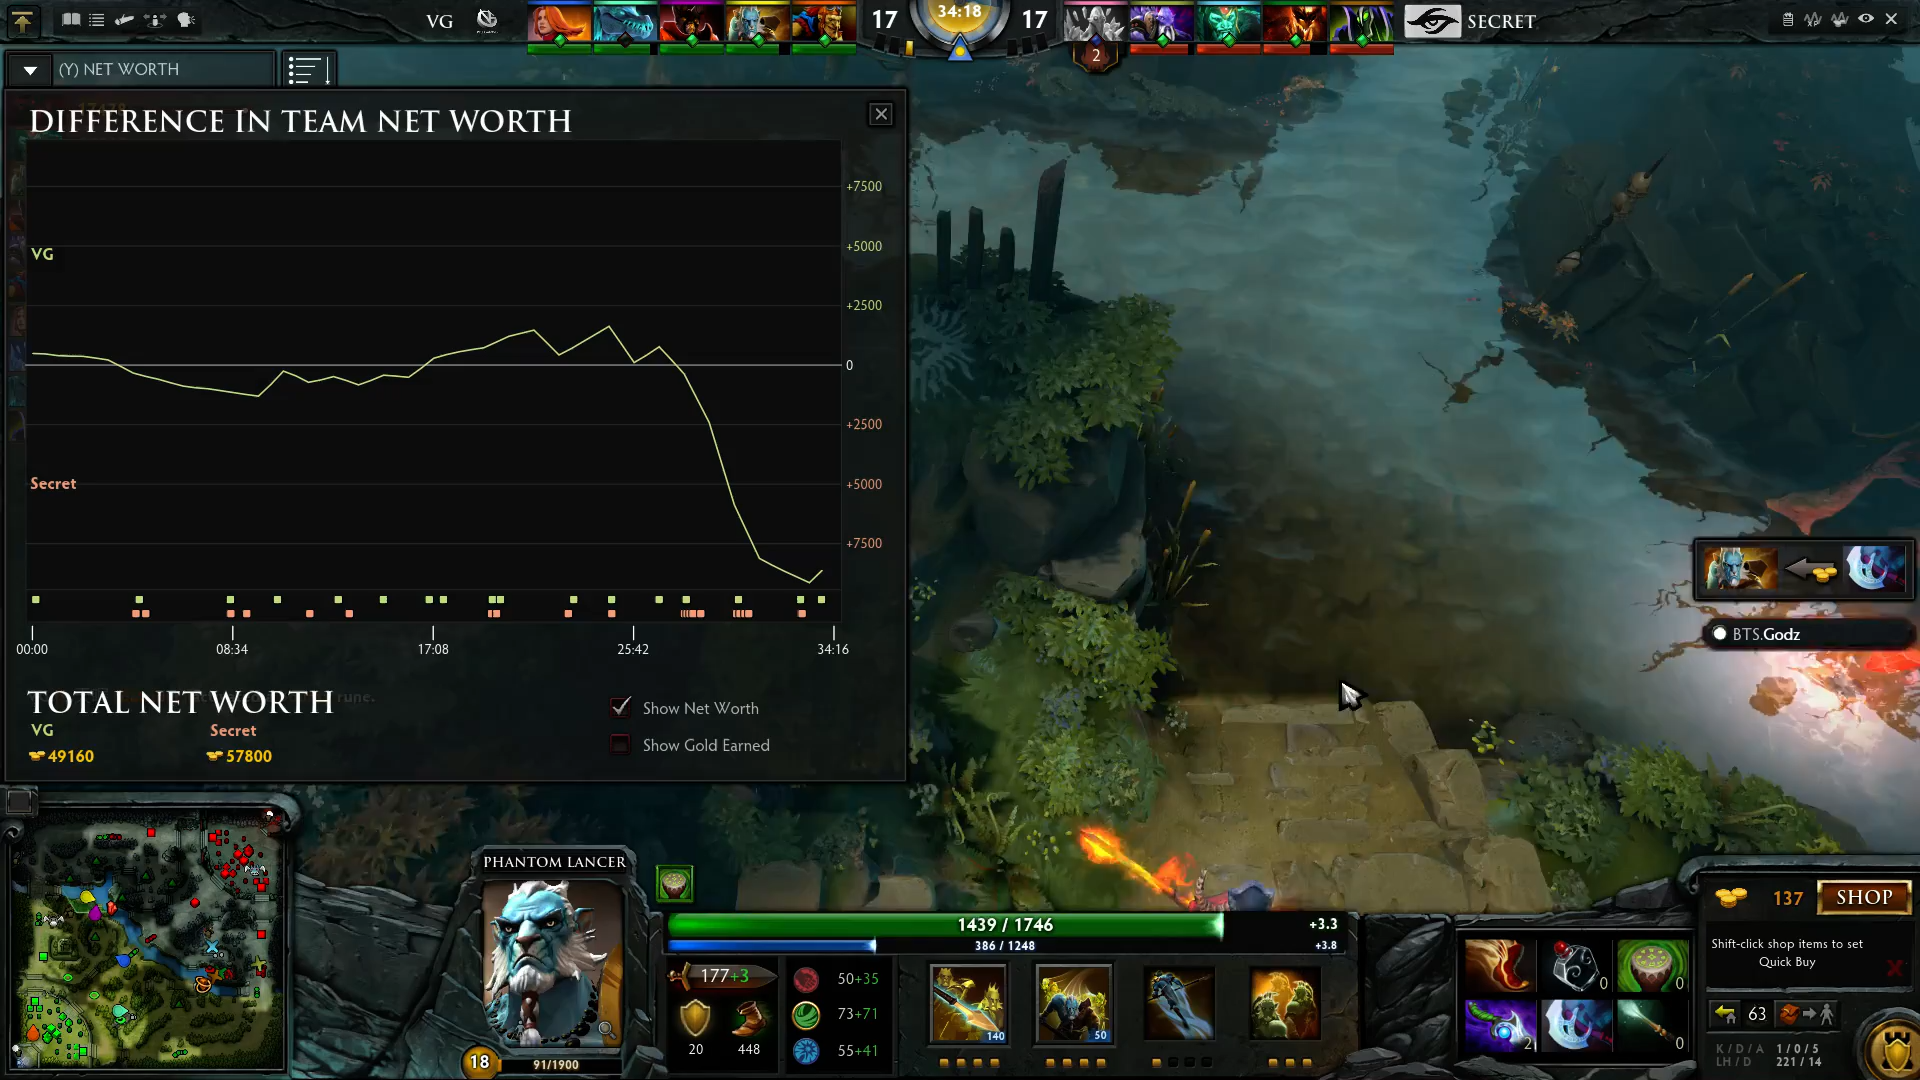 VG
17
34:18
17
SECRET
2
(Y) NET WORTH
DIFFERENCE IN TEAM NET WORTH
+7500
VG
+5000
+2500
0
+2500
Secret
+5000
+7500
00:00
08:34
17:08
25:42
34:16
TOTAL NET WORTH
rune.
VG
Secret
49160
57800
Show Net Worth
Show Gold Earned
BTS.Godz
PHANTOM LANCER
18
91/1900
1439 / 1746
+3.3
386 / 1248
+3.8
177+3
20
448
50+35
73+71
55+41
140
50
0
0
2
0
137
SHOP
Shift-click shop items to set
Quick Buy
63
K / D / A 1 / 0 / 5
LH / D 221 / 14